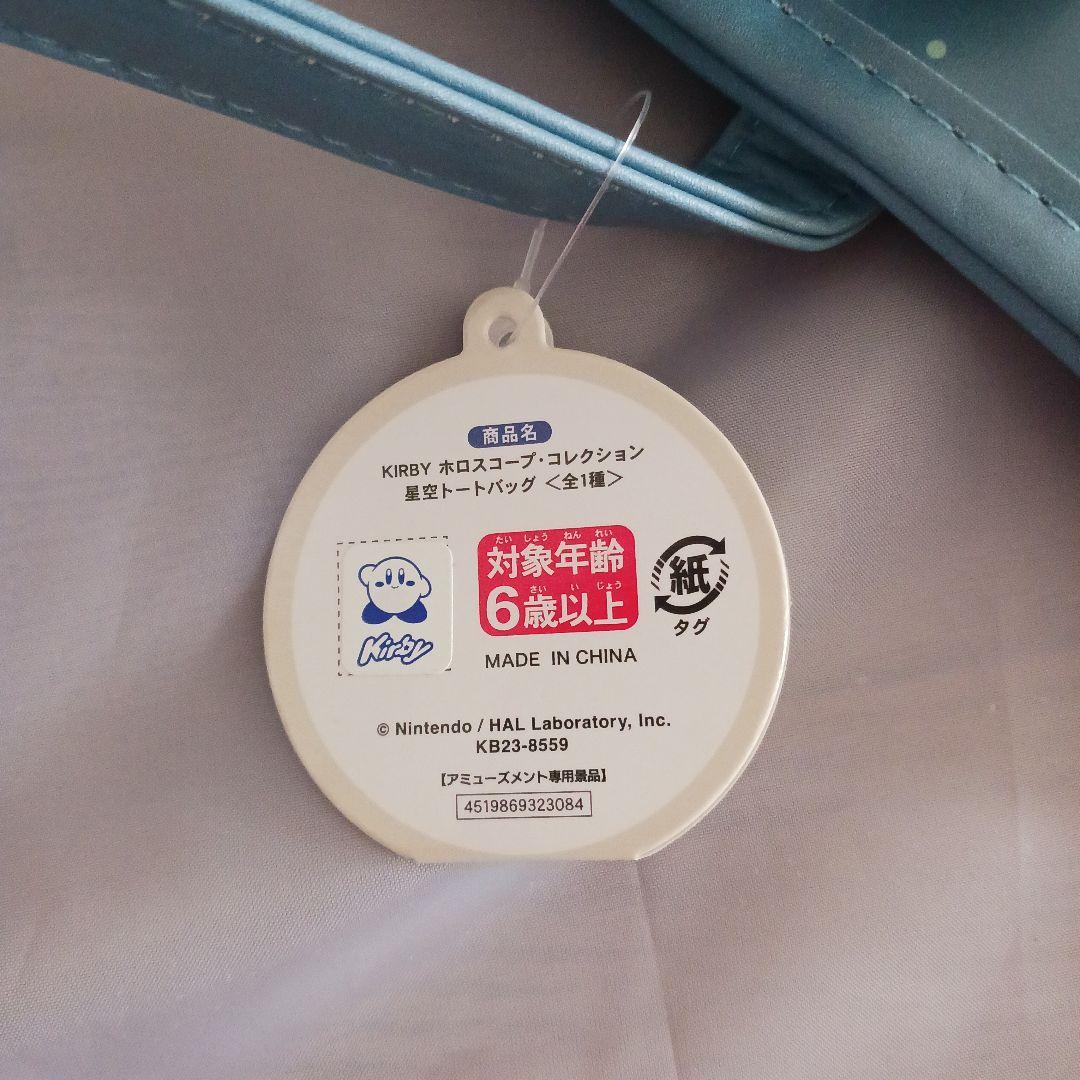 商品名
KIRBY ホロスコープ・コレクション
星空トートバッグ <全1種>
たいしょうねんれい
対象年齢
さい い じょう
6歳以上
紙
タグ
Kirby
MADE IN CHINA
© Nintendo / HAL Laboratory, Inc.
KB23-8559
【アミューズメント専用景品】
4519869323084